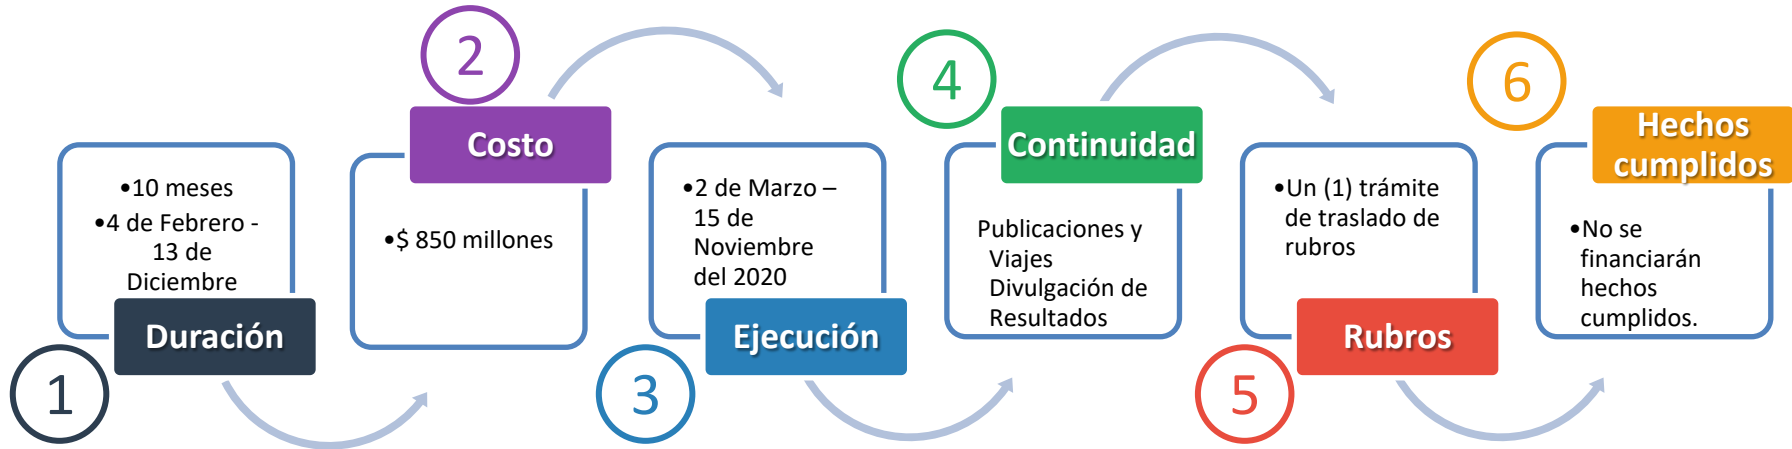 1
Duración
•10 meses
•4 de Febrero -
13 de
Diciembre
2
Costo
•$ 850 millones
3
Ejecución
•2 de Marzo –
15 de
Noviembre
del 2020
4
Continuidad
Publicaciones y
Viajes
Divulgación de
Resultados
5
Rubros
•Un (1) trámite
de traslado de
rubros
6
Hechos
cumplidos
•No se
financiarán
hechos
cumplidos.